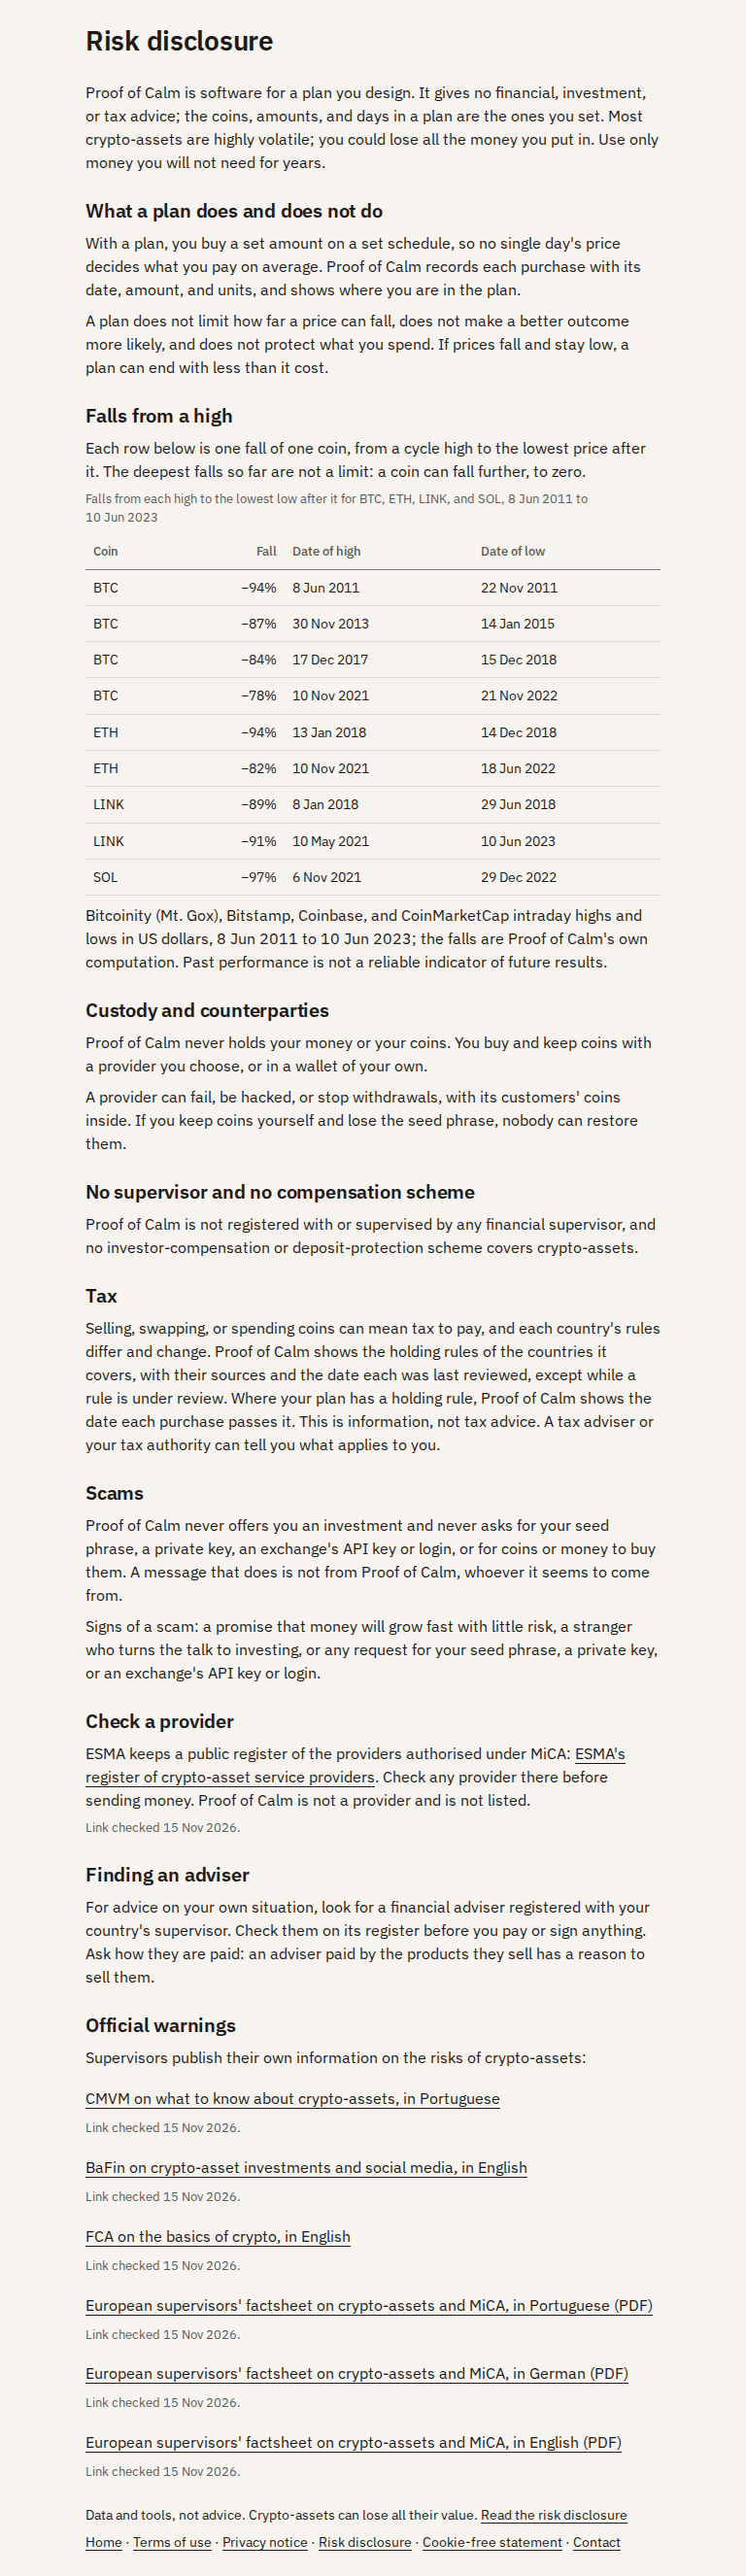 Risk disclosure
Proof of Calm is software for a plan you design. It gives no financial, investment,
or tax advice; the coins, amounts, and days in a plan are the ones you set. Most
crypto-assets are highly volatile; you could lose all the money you put in. Use only
money you will not need for years.
What a plan does and does not do
With a plan, you buy a set amount on a set schedule, so no single day's price
decides what you pay on average. Proof of Calm records each purchase with its
date, amount, and units, and shows where you are in the plan.
A plan does not limit how far a price can fall, does not make a better outcome
more likely, and does not protect what you spend. If prices fall and stay low, a
plan can end with less than it cost.
Falls from a high
Each row below is one fall of one coin, from a cycle high to the lowest price after
it. The deepest falls so far are not a limit: a coin can fall further, to zero.
Falls from each high to the lowest low after it for BTC, ETH, LINK, and SOL, 8 Jun 2011 to
10 Jun 2023
Coin Fall Date of high Date of low
BTC −94% 8 Jun 2011 22 Nov 2011
BTC −87% 30 Nov 2013 14 Jan 2015
BTC −84% 17 Dec 2017 15 Dec 2018
BTC −78% 10 Nov 2021 21 Nov 2022
ETH −94% 13 Jan 2018 14 Dec 2018
ETH −82% 10 Nov 2021 18 Jun 2022
LINK −89% 8 Jan 2018 29 Jun 2018
LINK −91% 10 May 2021 10 Jun 2023
SOL −97% 6 Nov 2021 29 Dec 2022
Bitcoinity (Mt. Gox), Bitstamp, Coinbase, and CoinMarketCap intraday highs and
lows in US dollars, 8 Jun 2011 to 10 Jun 2023; the falls are Proof of Calm's own
computation. Past performance is not a reliable indicator of future results.
Custody and counterparties
Proof of Calm never holds your money or your coins. You buy and keep coins with
a provider you choose, or in a wallet of your own.
A provider can fail, be hacked, or stop withdrawals, with its customers' coins
inside. If you keep coins yourself and lose the seed phrase, nobody can restore
them.
No supervisor and no compensation scheme
Proof of Calm is not registered with or supervised by any financial supervisor, and
no investor-compensation or deposit-protection scheme covers crypto-assets.
Tax
Selling, swapping, or spending coins can mean tax to pay, and each country's rules
differ and change. Proof of Calm shows the holding rules of the countries it
covers, with their sources and the date each was last reviewed, except while a
rule is under review. Where your plan has a holding rule, Proof of Calm shows the
date each purchase passes it. This is information, not tax advice. A tax adviser or
your tax authority can tell you what applies to you.
Scams
Proof of Calm never offers you an investment and never asks for your seed
phrase, a private key, an exchange's API key or login, or for coins or money to buy
them. A message that does is not from Proof of Calm, whoever it seems to come
from.
Signs of a scam: a promise that money will grow fast with little risk, a stranger
who turns the talk to investing, or any request for your seed phrase, a private key,
or an exchange's API key or login.
Check a provider
ESMA keeps a public register of the providers authorised under MiCA: ESMA's
register of crypto-asset service providers. Check any provider there before
sending money. Proof of Calm is not a provider and is not listed.
Link checked 15 Nov 2026.
Finding an adviser
For advice on your own situation, look for a financial adviser registered with your
country's supervisor. Check them on its register before you pay or sign anything.
Ask how they are paid: an adviser paid by the products they sell has a reason to
sell them.
Official warnings
Supervisors publish their own information on the risks of crypto-assets:
CMVM on what to know about crypto-assets, in Portuguese
Link checked 15 Nov 2026.
BaFin on crypto-asset investments and social media, in English
Link checked 15 Nov 2026.
FCA on the basics of crypto, in English
Link checked 15 Nov 2026.
European supervisors' factsheet on crypto-assets and MiCA, in Portuguese (PDF)
Link checked 15 Nov 2026.
European supervisors' factsheet on crypto-assets and MiCA, in German (PDF)
Link checked 15 Nov 2026.
European supervisors' factsheet on crypto-assets and MiCA, in English (PDF)
Link checked 15 Nov 2026.
Data and tools, not advice. Crypto-assets can lose all their value. Read the risk disclosure
Home · Terms of use · Privacy notice · Risk disclosure · Cookie-free statement · Contact